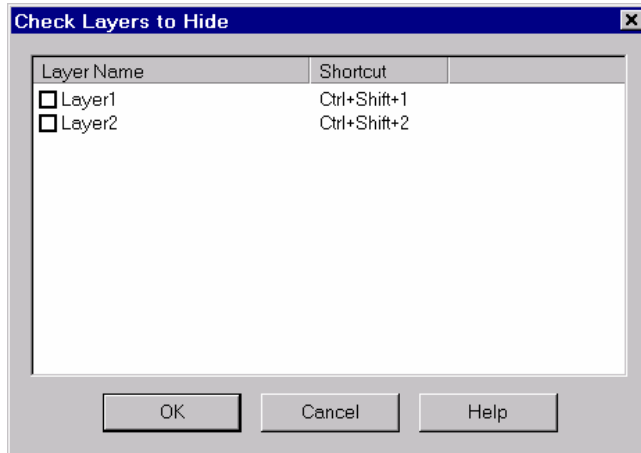 Check Layers to Hide
Layer Name Shortcut
Layer1 Ctrl+Shift+1
Layer2 Ctrl+Shift+2
OK Cancel Help